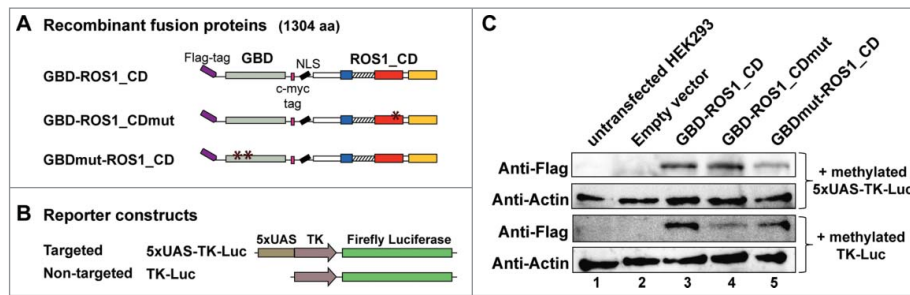 A Recombinant fusion proteins (1304 aa)
Flag-tag GBD NLS ROS1_CD
GBD-ROS1_CD
c-myc
tag
GBD-ROS1_CDmut
*
GBDmut-ROS1_CD
**
B Reporter constructs
5xUAS TK Firefly Luciferase
Targeted 5xUAS-TK-Luc
Non-targeted TK-Luc
C
untransfected HEK293
Empty vector
GBD-ROS1_CD
GBD-ROS1_CDmut
GBDmut-ROS1_CD
Anti-Flag
Anti-Actin
+ methylated
5xUAS-TK-Luc
Anti-Flag
Anti-Actin
+ methylated
TK-Luc
1 2 3 4 5